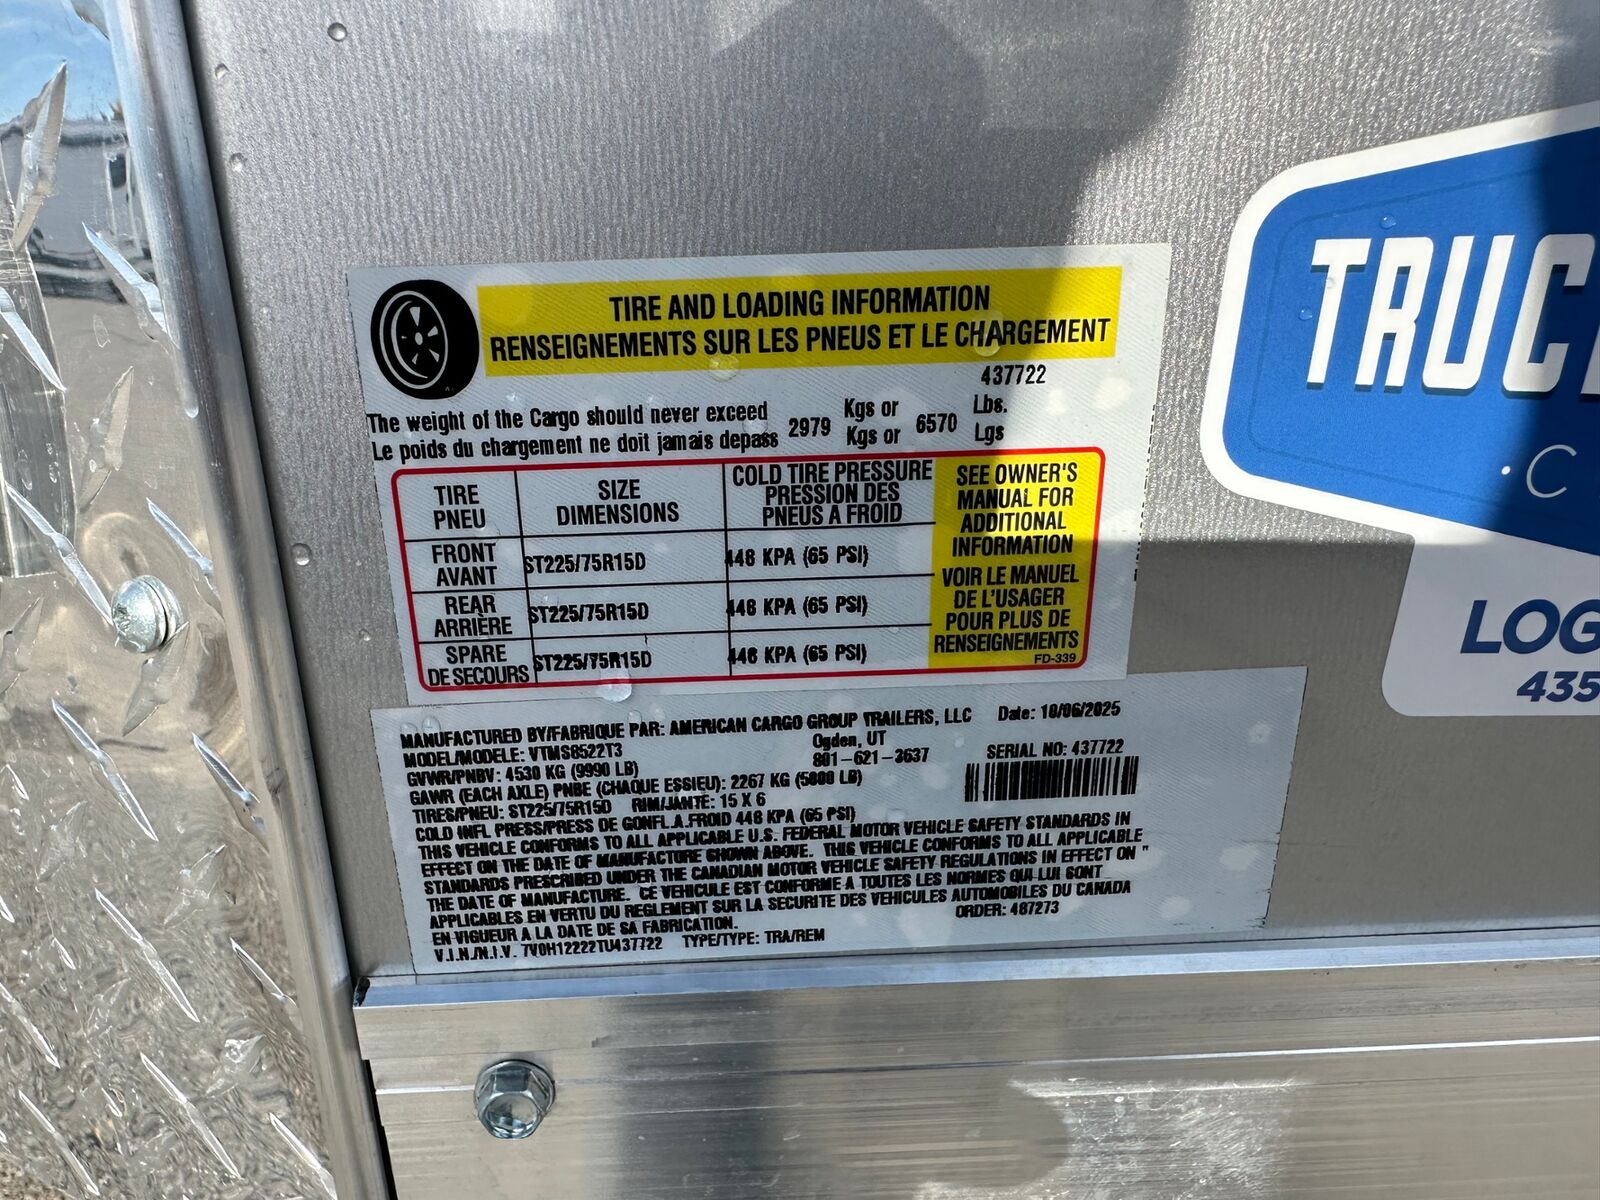 TIRE AND LOADING INFORMATION
RENSEIGNEMENTS SUR LES PNEUS ET LE CHARGEMENT
437722
The weight of the Cargo should never exceed 2979 Kgs or 6570 Lbs.
Le poids du chargement ne doit jamais depass Kgs or Lgs
TIRE PNEU SIZE DIMENSIONS COLD TIRE PRESSURE PRESSION DES PNEUS A FROID
FRONT AVANT ST225/75R15D 448 KPA (65 PSI)
REAR ARRIÈRE ST225/75R15D 448 KPA (65 PSI)
SPARE DE SECOURS ST225/75R15D 448 KPA (65 PSI)
SEE OWNER'S
MANUAL FOR
ADDITIONAL
INFORMATION
VOIR LE MANUEL
DE L'USAGER
POUR PLUS DE
RENSEIGNEMENTS
FD-339
MANUFACTURED BY/FABRIQUE PAR: AMERICAN CARGO GROUP TRAILERS, LLC Date: 10/06/2025
MODEL/MODELE: VTMS8522T3 Ogden, UT
GVWR/PNBV: 4530 KG (9990 LB) 801-621-3637 SERIAL NO: 437722
GAWR (EACH AXLE) PNBE (CHAQUE ESSIEU): 2267 KG (5000 LB)
TIRES/PNEU: ST225/75R15D RIM/JANTE: 15 X 6
COLD INFL PRESS/PRESS DE GONFL.A.FROID 448 KPA (65 PSI)
THIS VEHICLE CONFORMS TO ALL APPLICABLE U.S. FEDERAL MOTOR VEHICLE SAFETY STANDARDS IN
EFFECT ON THE DATE OF MANUFACTURE SHOWN ABOVE. THIS VEHICLE CONFORMS TO ALL APPLICABLE
STANDARDS PRESCRIBED UNDER THE CANADIAN MOTOR VEHICLE SAFETY REGULATIONS IN EFFECT ON "
THE DATE OF MANUFACTURE. CE VEHICULE EST CONFORME A TOUTES LES NORMES QUI LUI SONT
APPLICABLES EN VERTU DU REGLEMENT SUR LA SECURITE DES VEHICULES AUTOMOBILES DU CANADA
EN VIGUEUR A LA DATE DE SA FABRICATION. ORDER: 487273
V.I.N./N.I.V. 7V0H12222TU437722 TYPE/TYPE: TRA/REM
TRUC
· C
LOG
435